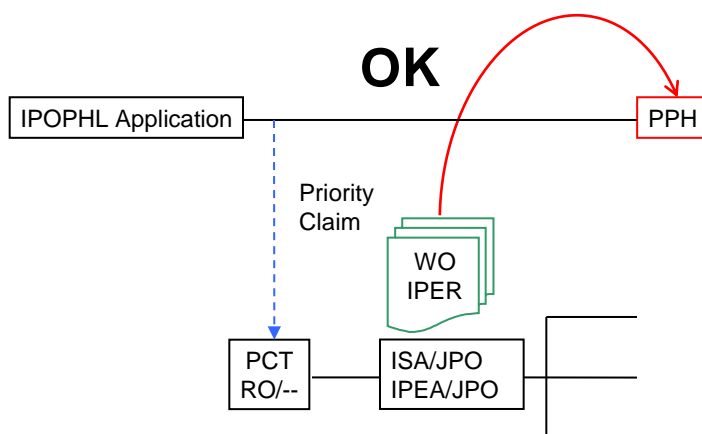 OK
IPOPHL Application
PPH
Priority
Claim
WO
IPER
PCT
RO/--
ISA/JPO
IPEA/JPO